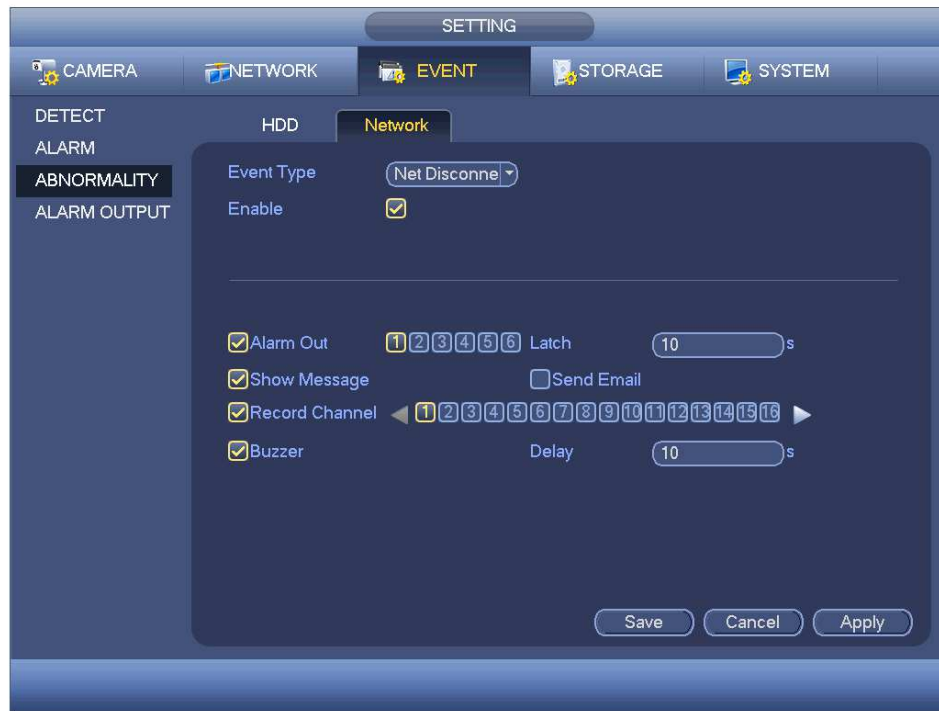 SETTING
CAMERA NETWORK EVENT STORAGE SYSTEM
DETECT
ALARM
ABNORMALITY
ALARM OUTPUT
HDD Network
Event Type Net Disconne
Enable
Alarm Out 1 2 3 4 5 6 Latch 10 s
Show Message Send Email
Record Channel 1 2 3 4 5 6 7 8 9 10 11 12 13 14 15 16
Buzzer Delay 10 s
Save Cancel Apply